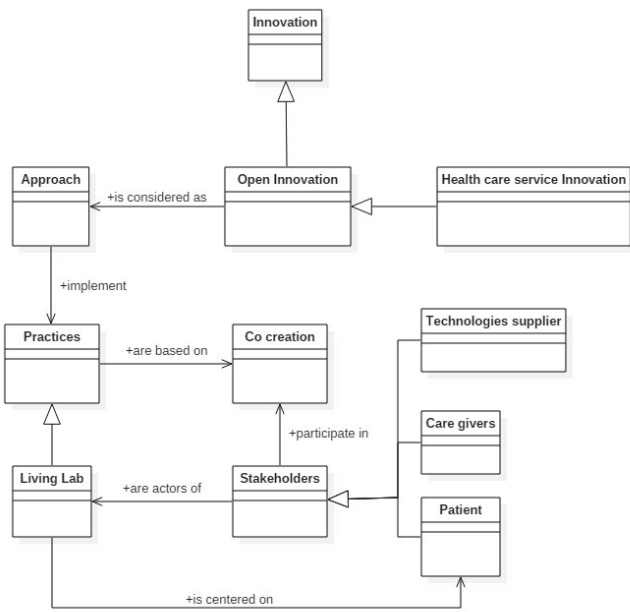 Innovation
Approach
Open Innovation
Health care service Innovation
+is considered as
+implement
Technologies supplier
Practices
Co creation
+are based on
Care givers
+participate in
Living Lab
Stakeholders
+are actors of
Patient
+is centered on